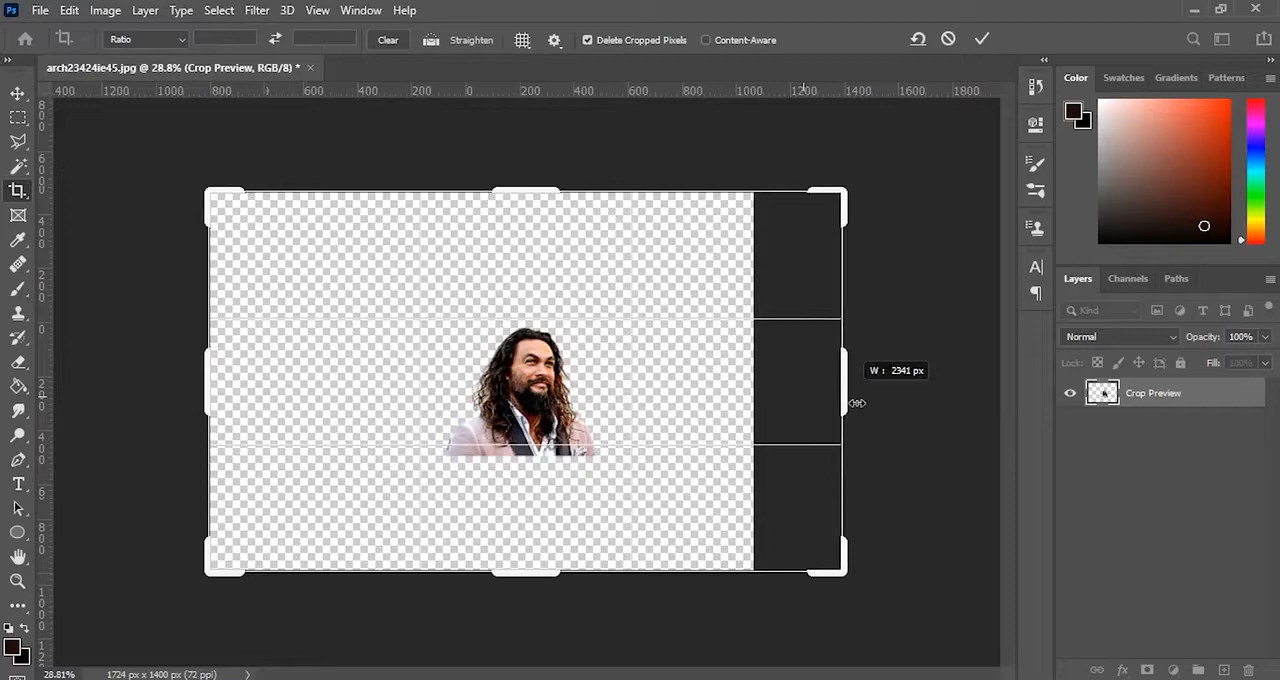 Ps File Edit Image Layer Type Select Filter 3D View Window Help
Ratio Clear Straighten Delete Cropped Pixels Content-Aware
arch23424ie45.jpg @ 28.8% (Crop Preview, RGB/8) * ×
400 1200 1000 800 600 400 200 0 200 400 600 800 1000 1200 1400 1600 1800
Color Swatches Gradients Patterns
Layers Channels Paths
Kind
Normal Opacity: 100%
Lock: Fill: 100%
Crop Preview
W : 2341 px
28.81% 1724 px x 1400 px (72 ppi)